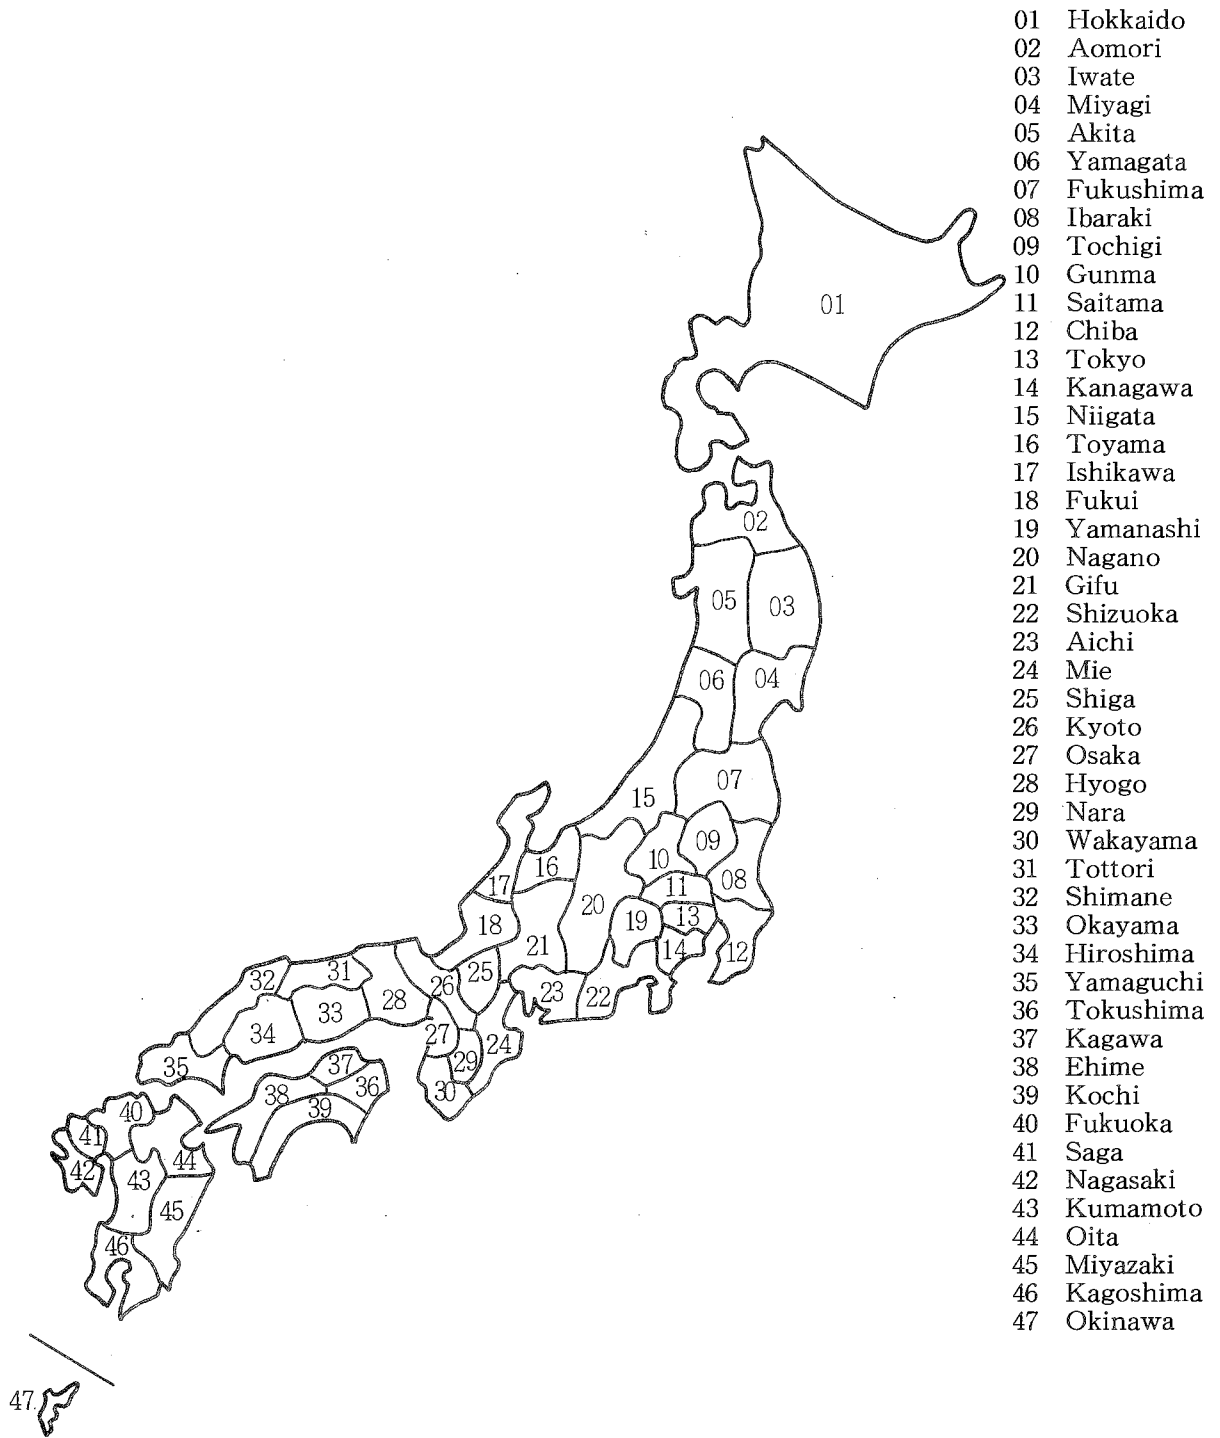 01 Hokkaido
02 Aomori
03 Iwate
04 Miyagi
05 Akita
06 Yamagata
07 Fukushima
08 Ibaraki
09 Tochigi
10 Gunma
11 Saitama
12 Chiba
13 Tokyo
14 Kanagawa
15 Niigata
16 Toyama
17 Ishikawa
18 Fukui
19 Yamanashi
20 Nagano
21 Gifu
22 Shizuoka
23 Aichi
24 Mie
25 Shiga
26 Kyoto
27 Osaka
28 Hyogo
29 Nara
30 Wakayama
31 Tottori
32 Shimane
33 Okayama
34 Hiroshima
35 Yamaguchi
36 Tokushima
37 Kagawa
38 Ehime
39 Kochi
40 Fukuoka
41 Saga
42 Nagasaki
43 Kumamoto
44 Oita
45 Miyazaki
46 Kagoshima
47 Okinawa
01
02
05
03
06
04
07
15
09
10
16
08
17
11
20
13
18
19
21
14
12
25
31
32
26
23
22
28
33
34
27
24
29
35
37
36
38
30
39
40
41
44
42
43
45
46
47